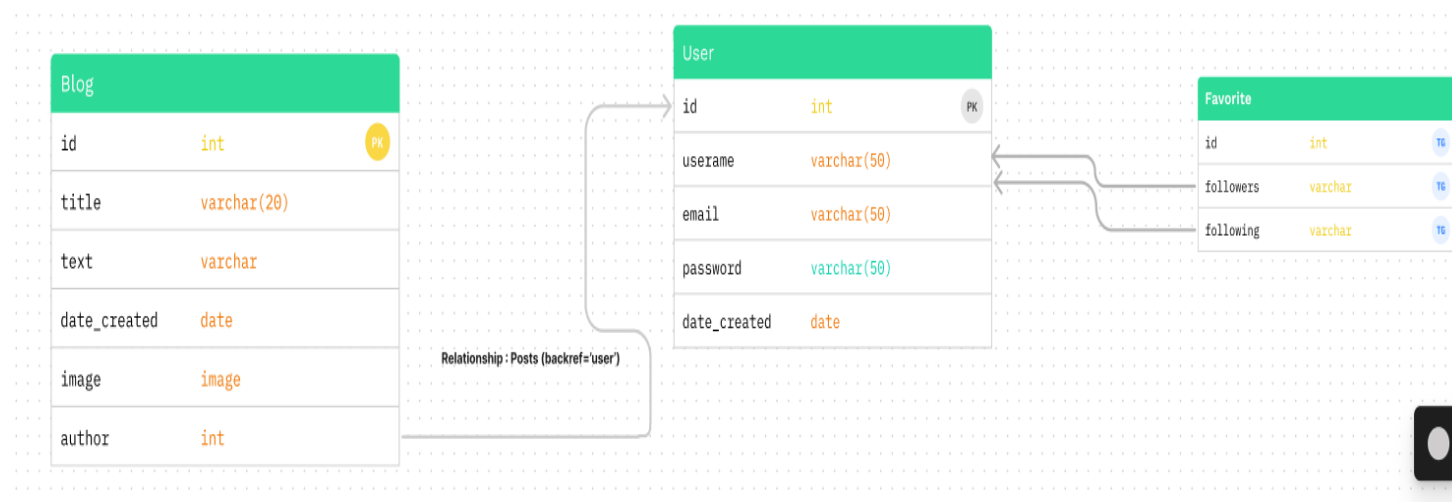 Blog
id int PK
title varchar(20)
text varchar
date_created date
image image
author int
Relationship : Posts (backref='user')
User
id int PK
userame varchar(50)
email varchar(50)
password varchar(50)
date_created date
Favorite
id int TG
followers varchar TG
following varchar TG